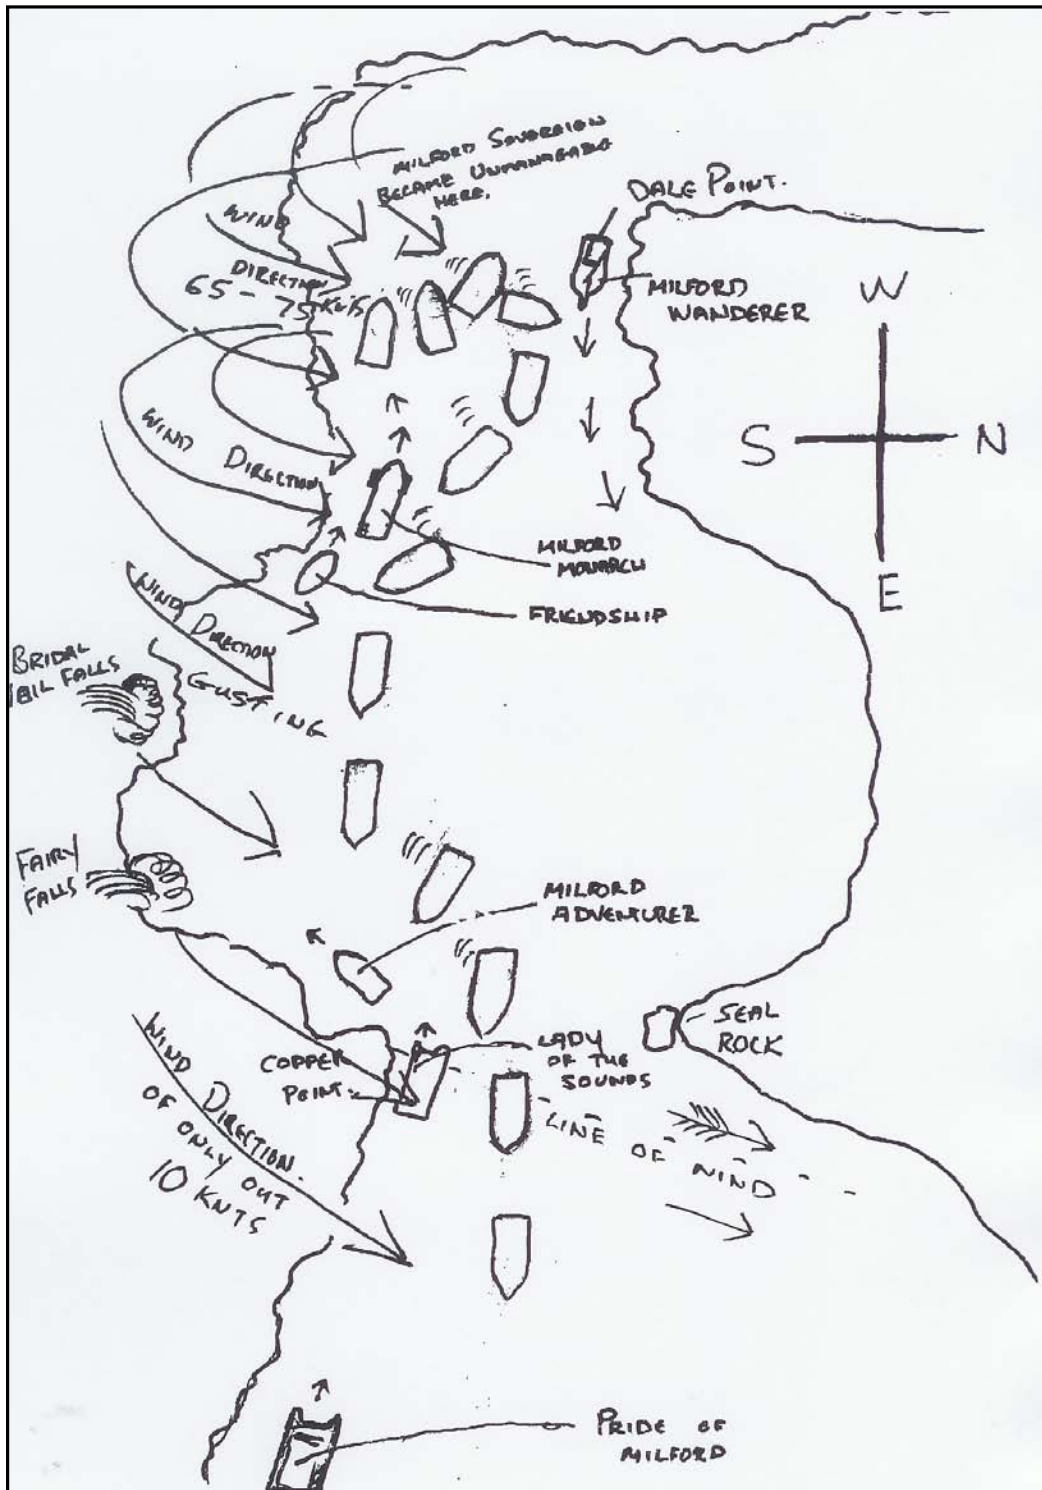 MILFORD SOVEREIGN
BECAME UNMANAGABLE
HERE.
DALE POINT.
WIND
DIRECTION
65 - 75 KNTS
MILFORD
WANDERER
W
S
N
E
WIND DIRECTION
MILFORD
MONARCH
FRIENDSHIP
WIND DIRECTION
GUSTING
BRIDAL
VEIL FALLS
FAIRY
FALLS
MILFORD
ADVENTURER
SEAL
ROCK
LADY
OF THE
SOUNDS
COPPER
POINT.
LINE OF WIND
WIND DIRECTION.
OF ONLY OUT
10 KNTS
PRIDE OF
MILFORD